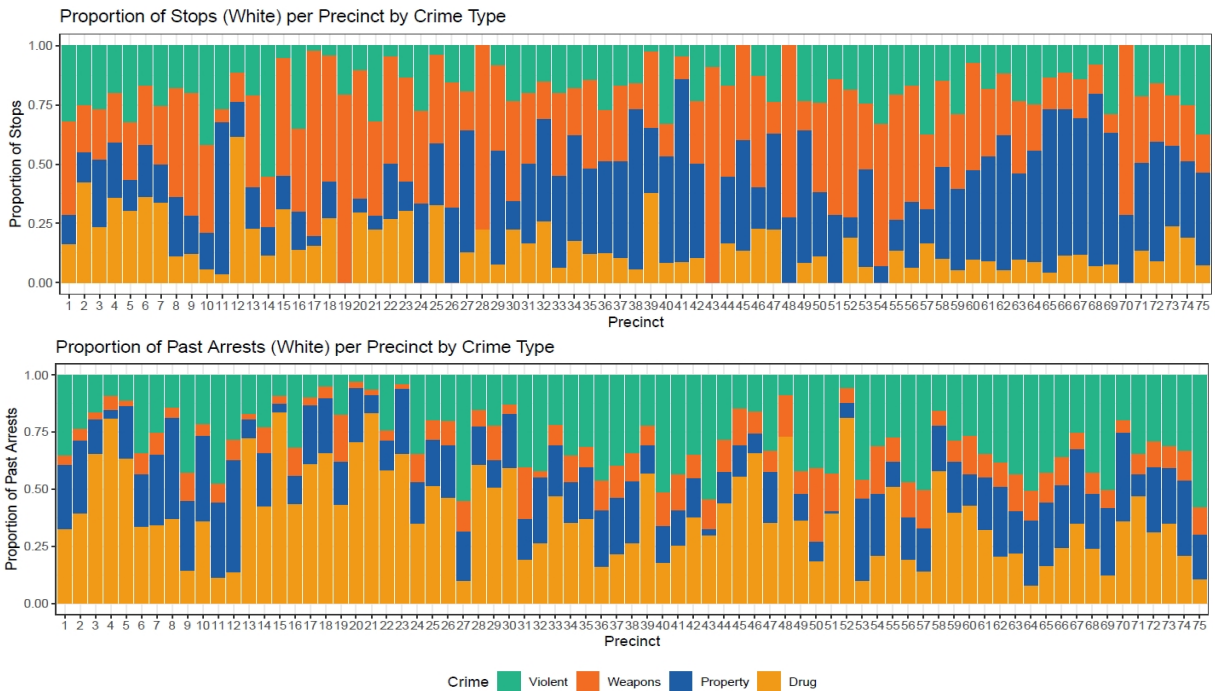 Proportion of Stops (White) per Precinct by Crime Type
Proportion of Stops
1.00
0.75
0.50
0.25
0.00
1 2 3 4 5 6 7 8 9 10 11 12 13 14 15 16 17 18 19 20 21 22 23 24 25 26 27 28 29 30 31 32 33 34 35 36 37 38 39 40 41 42 43 44 45 46 47 48 49 50 51 52 53 54 55 56 57 58 59 60 61 62 63 64 65 66 67 68 69 70 71 72 73 74 75
Precinct
Proportion of Past Arrests (White) per Precinct by Crime Type
Proportion of Past Arrests
1.00
0.75
0.50
0.25
0.00
1 2 3 4 5 6 7 8 9 10 11 12 13 14 15 16 17 18 19 20 21 22 23 24 25 26 27 28 29 30 31 32 33 34 35 36 37 38 39 40 41 42 43 44 45 46 47 48 49 50 51 52 53 54 55 56 57 58 59 60 61 62 63 64 65 66 67 68 69 70 71 72 73 74 75
Precinct
Crime Violent Weapons Property Drug